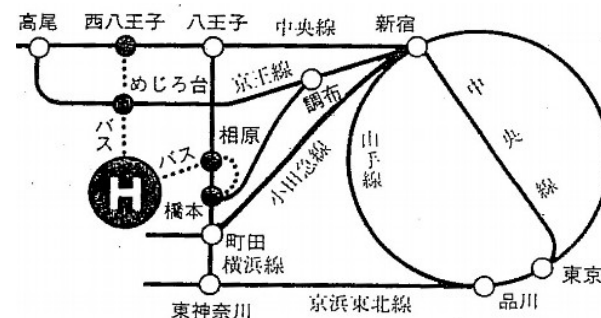 高尾
西八王子
八王子
中央線
新宿
めじろ台
京王線
調布
バス
相原
バス
小田急線
山手線
中央線
H
橋本
町田
横浜線
東京
東神奈川
京浜東北線
品川